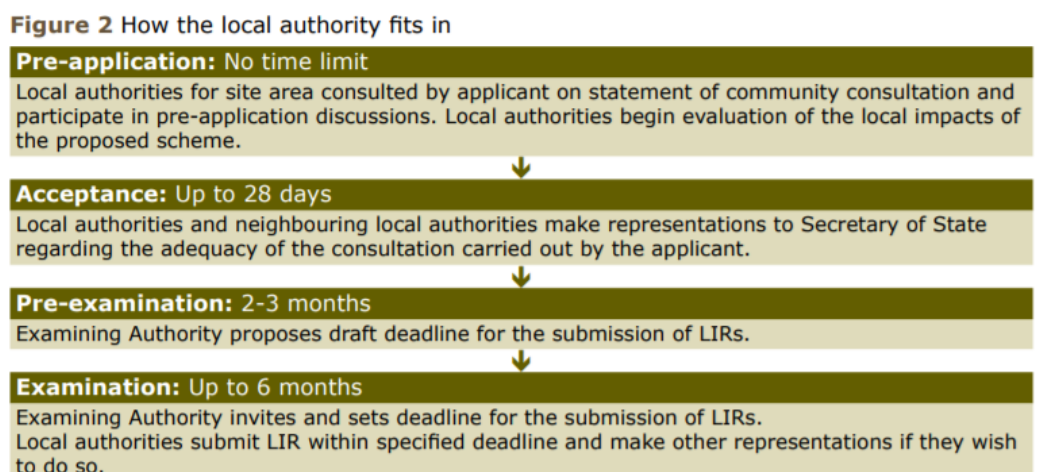 Figure 2 How the local authority fits in
Pre-application: No time limit
Local authorities for site area consulted by applicant on statement of community consultation and
participate in pre-application discussions. Local authorities begin evaluation of the local impacts of
the proposed scheme.
Acceptance: Up to 28 days
Local authorities and neighbouring local authorities make representations to Secretary of State
regarding the adequacy of the consultation carried out by the applicant.
Pre-examination: 2-3 months
Examining Authority proposes draft deadline for the submission of LIRs.
Examination: Up to 6 months
Examining Authority invites and sets deadline for the submission of LIRs.
Local authorities submit LIR within specified deadline and make other representations if they wish
to do so.